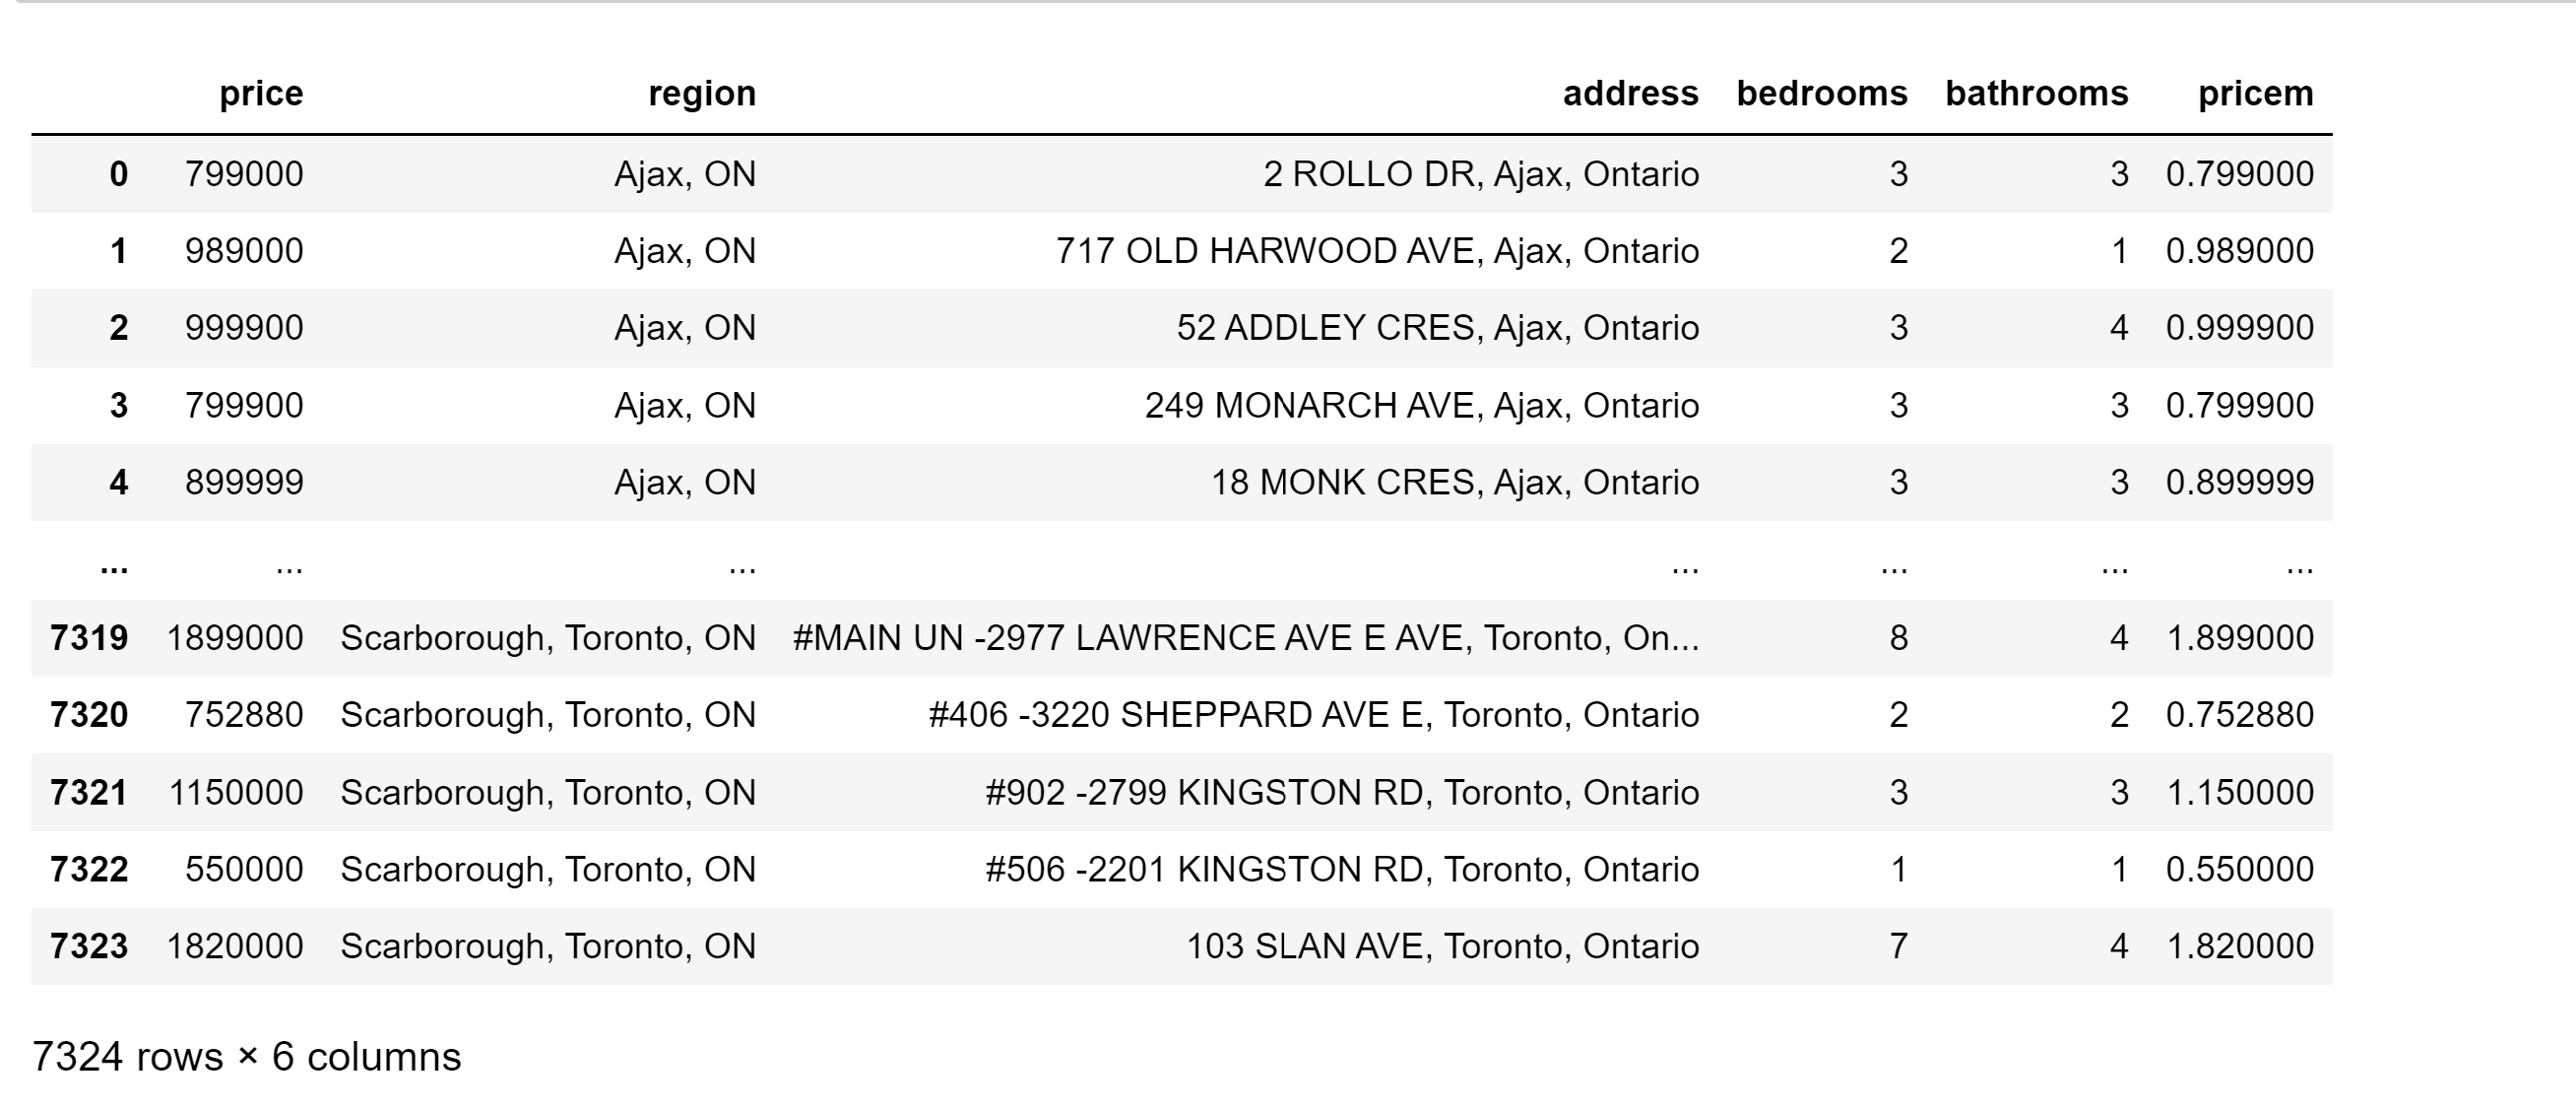 price region address bedrooms bathrooms pricem
0 799000 Ajax, ON 2 ROLLO DR, Ajax, Ontario 3 3 0.799000
1 989000 Ajax, ON 717 OLD HARWOOD AVE, Ajax, Ontario 2 1 0.989000
2 999900 Ajax, ON 52 ADDLEY CRES, Ajax, Ontario 3 4 0.999900
3 799900 Ajax, ON 249 MONARCH AVE, Ajax, Ontario 3 3 0.799900
4 899999 Ajax, ON 18 MONK CRES, Ajax, Ontario 3 3 0.899999
... ... ... ... ... ... ...
7319 1899000 Scarborough, Toronto, ON #MAIN UN -2977 LAWRENCE AVE E AVE, Toronto, On... 8 4 1.899000
7320 752880 Scarborough, Toronto, ON #406 -3220 SHEPPARD AVE E, Toronto, Ontario 2 2 0.752880
7321 1150000 Scarborough, Toronto, ON #902 -2799 KINGSTON RD, Toronto, Ontario 3 3 1.150000
7322 550000 Scarborough, Toronto, ON #506 -2201 KINGSTON RD, Toronto, Ontario 1 1 0.550000
7323 1820000 Scarborough, Toronto, ON 103 SLAN AVE, Toronto, Ontario 7 4 1.820000
7324 rows × 6 columns